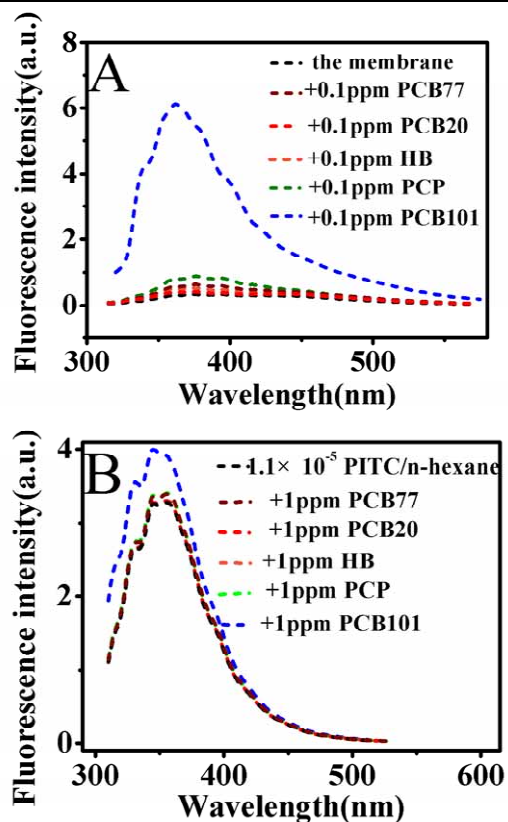 A
8
6
4
2
0
Fluorescence intensity(a.u.)
the membrane
+0.1ppm PCB77
+0.1ppm PCB20
+0.1ppm HB
+0.1ppm PCP
+0.1ppm PCB101
300 400 500
Wavelength(nm)
B
4
2
0
Fluorescence intensity(a.u.)
1.1× 10⁻⁵ PITC/n-hexane
+1ppm PCB77
+1ppm PCB20
+1ppm HB
+1ppm PCP
+1ppm PCB101
300 400 500 600
Wavelength(nm)